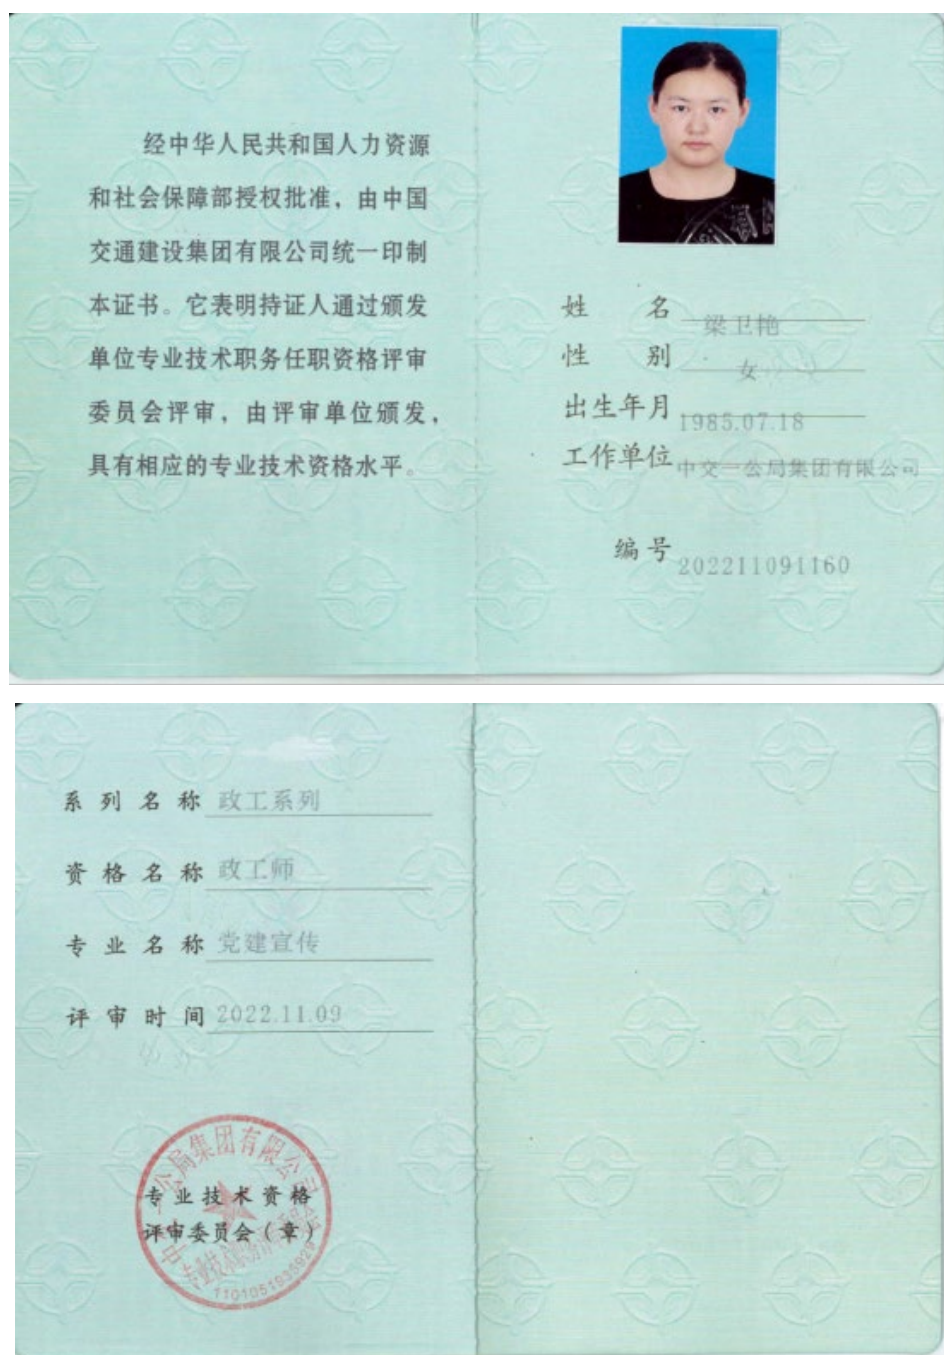 经中华人民共和国人力资源
和社会保障部授权批准，由中国
交通建设集团有限公司统一印制
本证书。它表明持证人通过颁发
单位专业技术职务任职资格评审
委员会评审，由评审单位颁发，
具有相应的专业技术资格水平。
姓 名 梁卫艳
性 别 女
出生年月 1985.07.18
工作单位 中交一公局集团有限公司
编号 202211091160
系列名称 政工系列
资格名称 政工师
专业名称 党建宣传
评审时间 2022.11.09
中交一公局集团有限公司
专业技术资格
评审委员会（章）